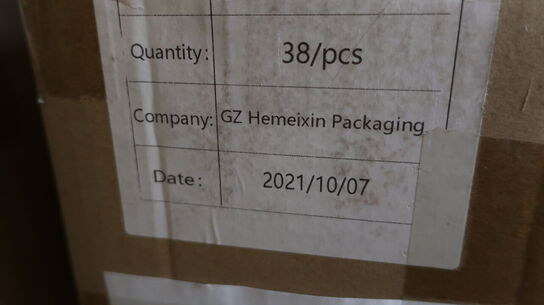 Quantity: 38/pcs
Company: GZ Hemeixin Packaging
Date: 2021/10/07